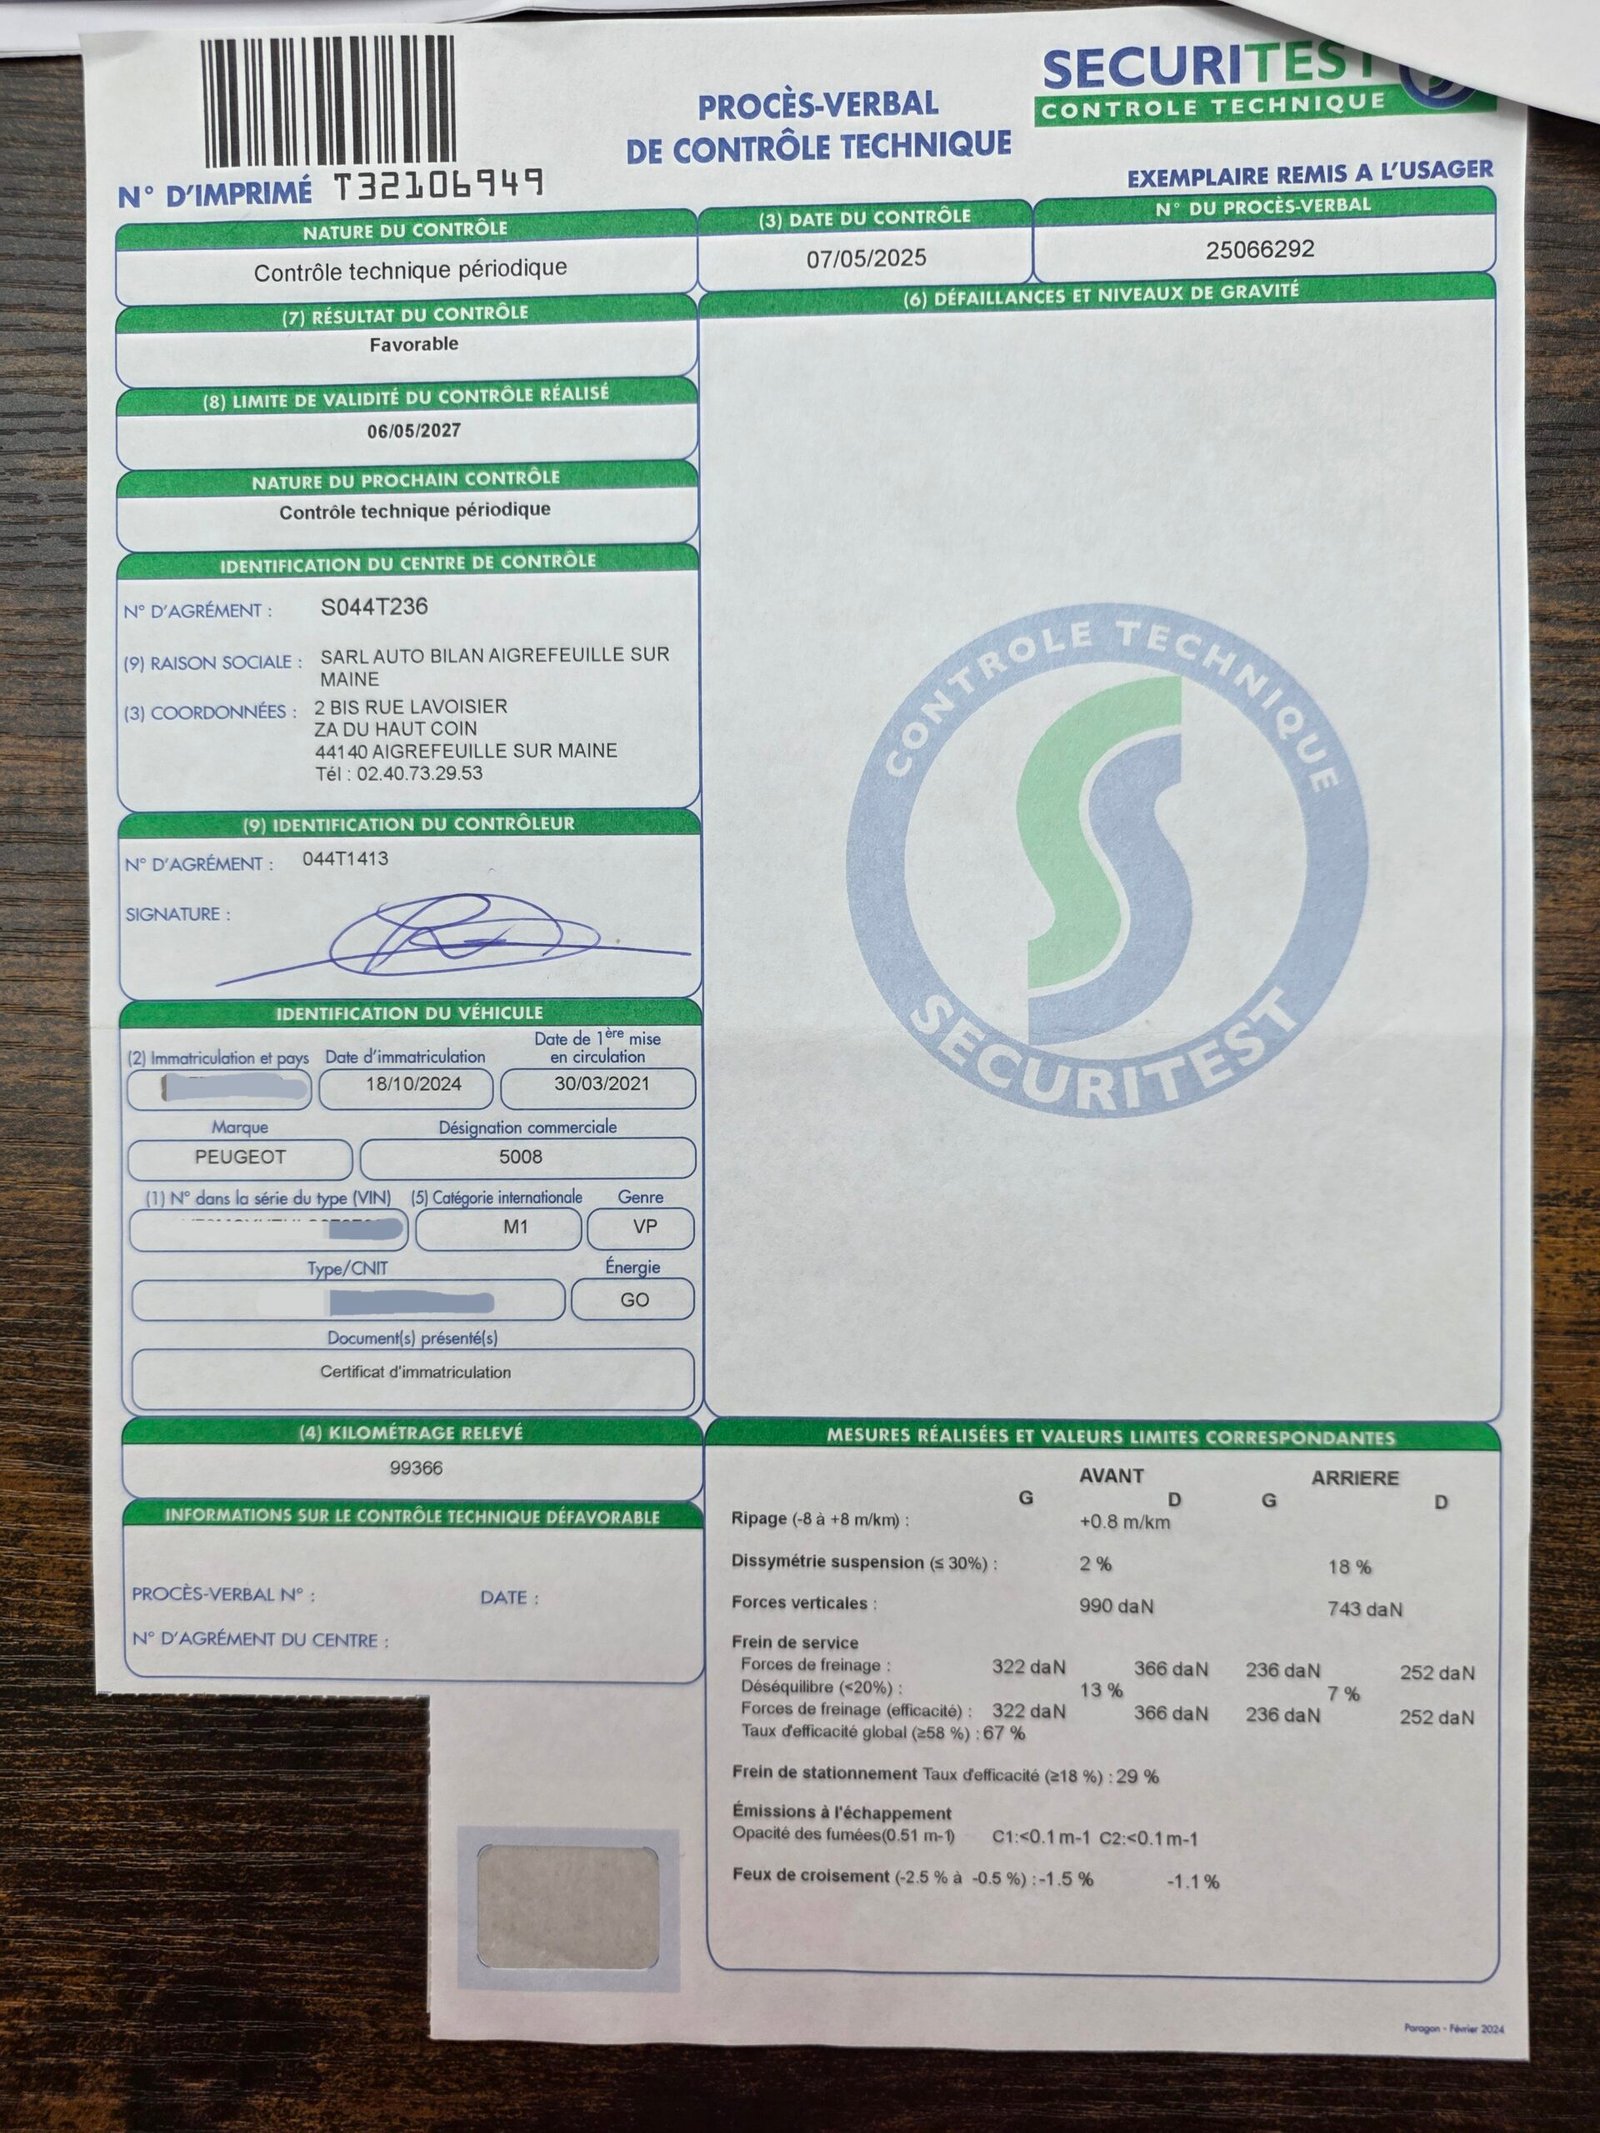 SECURITEST
CONTROLE TECHNIQUE
PROCÈS-VERBAL
DE CONTRÔLE TECHNIQUE
N° D'IMPRIMÉ T32106949
EXEMPLAIRE REMIS A L'USAGER
NATURE DU CONTRÔLE
Contrôle technique périodique
(3) DATE DU CONTRÔLE
07/05/2025
N° DU PROCÈS-VERBAL
25066292
(7) RÉSULTAT DU CONTRÔLE
Favorable
(6) DÉFAILLANCES ET NIVEAUX DE GRAVITÉ
(8) LIMITE DE VALIDITÉ DU CONTRÔLE RÉALISÉ
06/05/2027
NATURE DU PROCHAIN CONTRÔLE
Contrôle technique périodique
IDENTIFICATION DU CENTRE DE CONTRÔLE
N° D'AGRÉMENT : S044T236
(9) RAISON SOCIALE : SARL AUTO BILAN AIGREFEUILLE SUR
MAINE
(3) COORDONNÉES : 2 BIS RUE LAVOISIER
ZA DU HAUT COIN
44140 AIGREFEUILLE SUR MAINE
Tél : 02.40.73.29.53
(9) IDENTIFICATION DU CONTRÔLEUR
N° D'AGRÉMENT : 044T1413
SIGNATURE :
CONTROLE TECHNIQUE
SECURITEST
IDENTIFICATION DU VÉHICULE
(2) Immatriculation et pays
Date d'immatriculation
18/10/2024
Date de 1ère mise
en circulation
30/03/2021
Marque
PEUGEOT
Désignation commerciale
5008
(1) N° dans la série du type (VIN)
(5) Catégorie internationale
M1
Genre
VP
Type/CNIT
Énergie
GO
Document(s) présenté(s)
Certificat d'immatriculation
(4) KILOMÉTRAGE RELEVÉ
99366
INFORMATIONS SUR LE CONTRÔLE TECHNIQUE DÉFAVORABLE
PROCÈS-VERBAL N° : DATE :
N° D'AGRÉMENT DU CENTRE :
MESURES RÉALISÉES ET VALEURS LIMITES CORRESPONDANTES
AVANT ARRIERE
G D G D
Ripage (-8 à +8 m/km) : +0.8 m/km
Dissymétrie suspension (≤ 30%) : 2 % 18 %
Forces verticales : 990 daN 743 daN
Frein de service
Forces de freinage : 322 daN 366 daN 236 daN 252 daN
Déséquilibre (<20%) : 13 % 7 %
Forces de freinage (efficacité) : 322 daN 366 daN 236 daN 252 daN
Taux d'efficacité global (≥58 %) : 67 %
Frein de stationnement Taux d'efficacité (≥18 %) : 29 %
Émissions à l'échappement
Opacité des fumées(0.51 m-1) C1:<0.1 m-1 C2:<0.1 m-1
Feux de croisement (-2.5 % à -0.5 %) : -1.5 % -1.1 %
Paragon - Février 2024